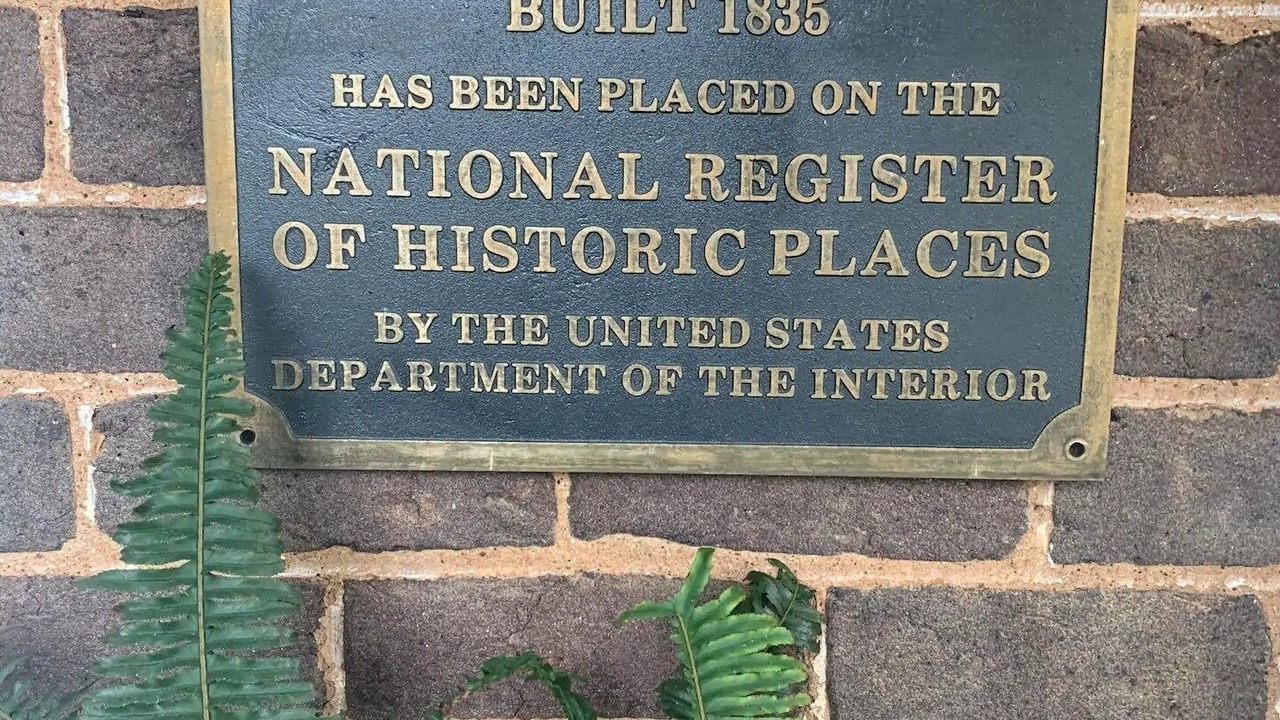 BUILT 1835
HAS BEEN PLACED ON THE
NATIONAL REGISTER
OF HISTORIC PLACES
BY THE UNITED STATES
DEPARTMENT OF THE INTERIOR